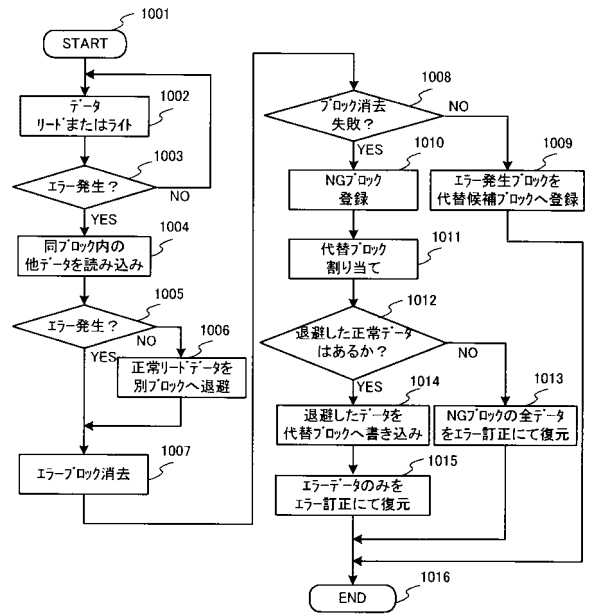 1001
START
1002
データ
リードまたはライト
1003
エラー発生？
NO
YES
1004
同ブロック内の
他データを読み込み
1005
エラー発生？
NO
YES
1006
正常リードデータを
別ブロックへ退避
1007
エラーブロック消去
1008
ブロック消去
失敗？
NO
YES
1009
エラー発生ブロックを
代替候補ブロックへ登録
1010
NGブロック
登録
1011
代替ブロック
割り当て
1012
退避した正常データ
はあるか？
NO
YES
1013
NGブロックの全データ
をエラー訂正にて復元
1014
退避したデータを
代替ブロックへ書き込み
1015
エラーデータのみを
エラー訂正にて復元
1016
END